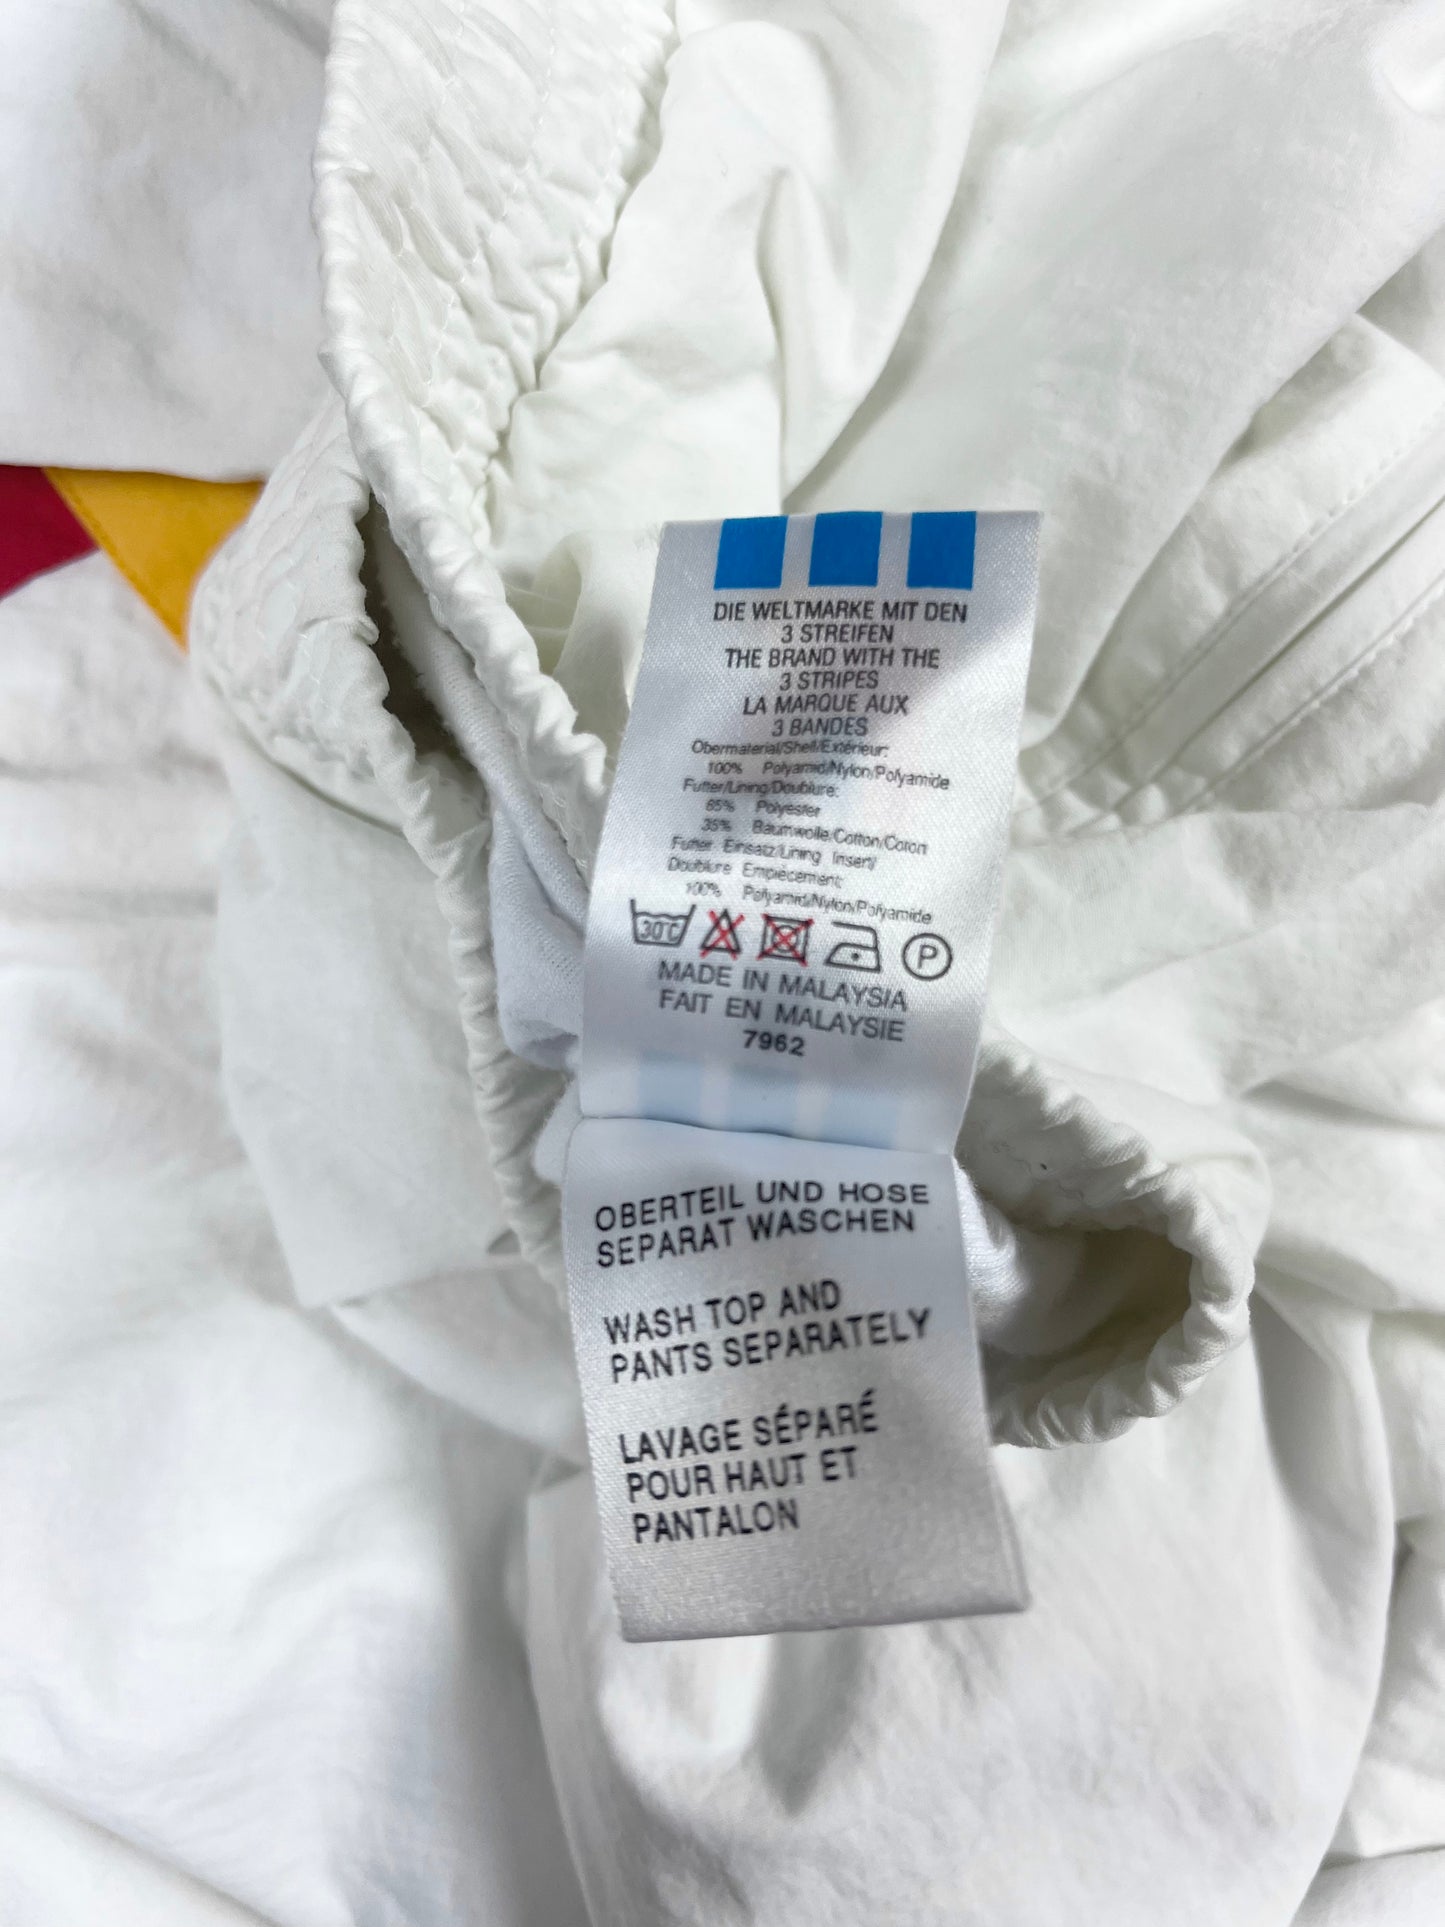 DIE WELTMARKE MIT DEN
3 STREIFEN
THE BRAND WITH THE
3 STRIPES
LA MARQUE AUX
3 BANDES
Obermaterial/Shell/Extérieur:
100% Polyamid/Nylon/Polyamide
Futter/Lining/Doublure:
65% Polyester
35% Baumwolle/Cotton/Coton
Futter Einsatz/Lining Insert/
Doublure Empiècement:
100% Polyamid/Nylon/Polyamide
30°C P
MADE IN MALAYSIA
FAIT EN MALAYSIE
7962
OBERTEIL UND HOSE
SEPARAT WASCHEN
WASH TOP AND
PANTS SEPARATELY
LAVAGE SÉPARÉ
POUR HAUT ET
PANTALON